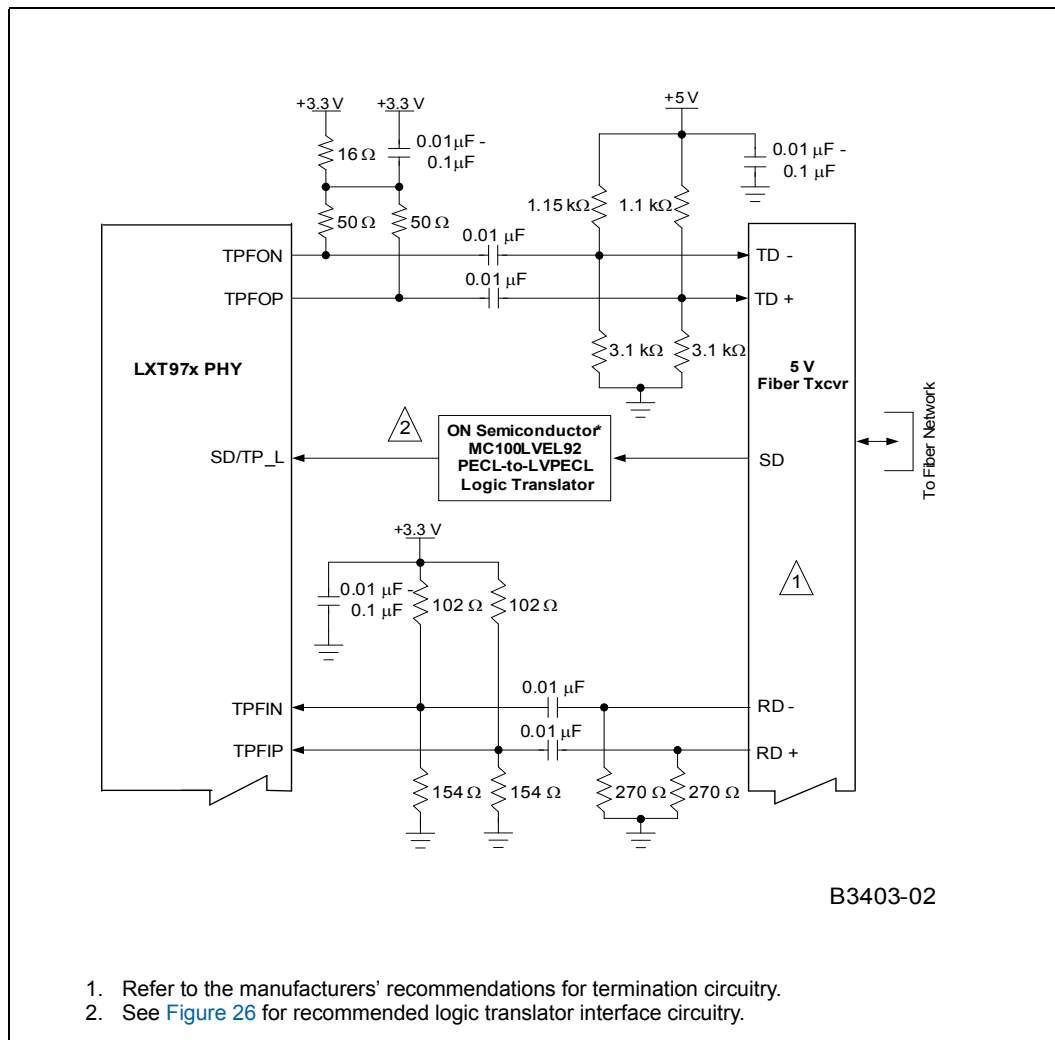 +3.3 V
+3.3 V
+5 V
16 Ω
0.01μF -
0.1μF
0.01 μF -
0.1 μF
50 Ω
50 Ω
1.15 kΩ
1.1 kΩ
TPFON
0.01 μF
TD -
TPFOP
0.01 μF
TD +
3.1 kΩ
3.1 kΩ
LXT97x PHY
5 V
Fiber Txcvr
To Fiber Network
2
ON Semiconductor*
MC100LVEL92
PECL-to-LVPECL
Logic Translator
SD/TP_L
SD
+3.3 V
0.01 μF -
0.1 μF
102 Ω
102 Ω
1
TPFIN
0.01 μF
RD -
TPFIP
0.01 μF
RD +
154 Ω
154 Ω
270 Ω
270 Ω
B3403-02
1. Refer to the manufacturers' recommendations for termination circuitry.
2. See Figure 26 for recommended logic translator interface circuitry.